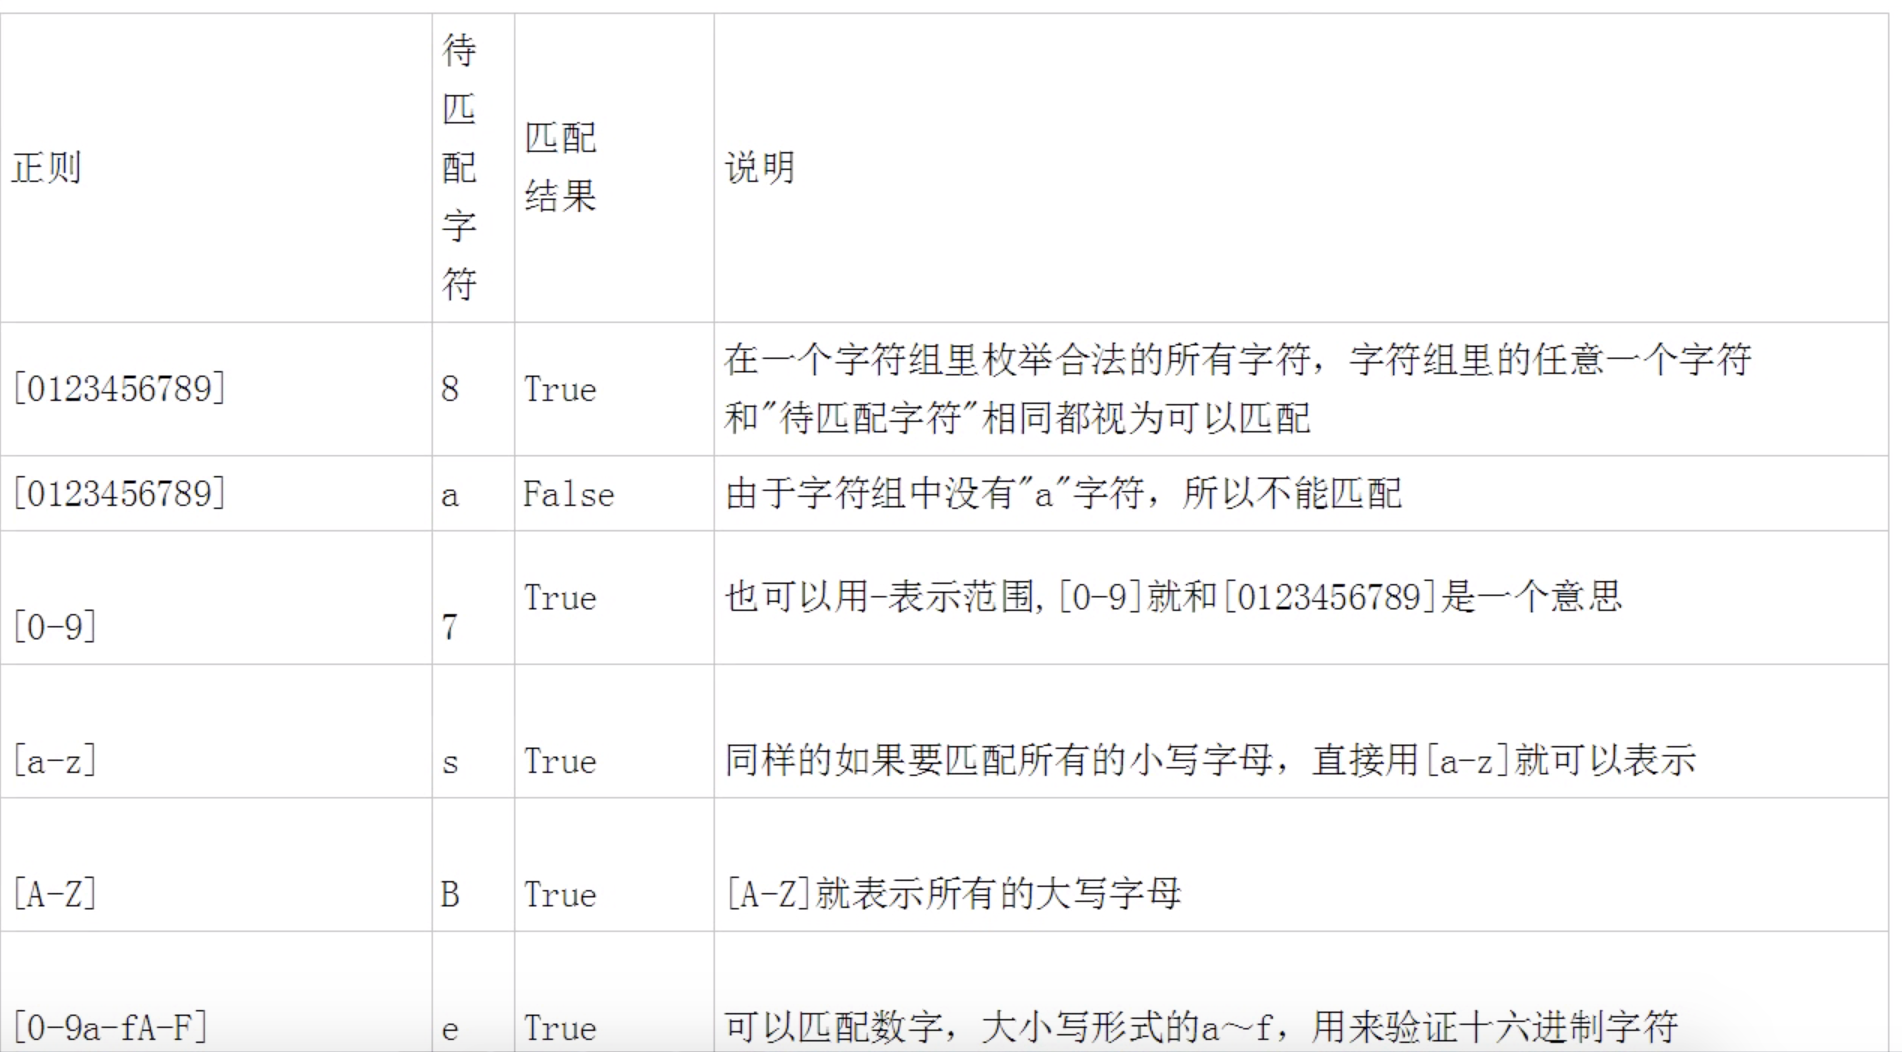 正则
待
匹
配
字
符
匹配
结果
说明
[0123456789]
8
True
在一个字符组里枚举合法的所有字符，字符组里的任意一个字符
和"待匹配字符"相同都视为可以匹配
[0123456789]
a
False
由于字符组中没有"a"字符，所以不能匹配
[0-9]
7
True
也可以用-表示范围,[0-9]就和[0123456789]是一个意思
[a-z]
s
True
同样的如果要匹配所有的小写字母，直接用[a-z]就可以表示
[A-Z]
B
True
[A-Z]就表示所有的大写字母
[0-9a-fA-F]
e
True
可以匹配数字，大小写形式的a～f，用来验证十六进制字符